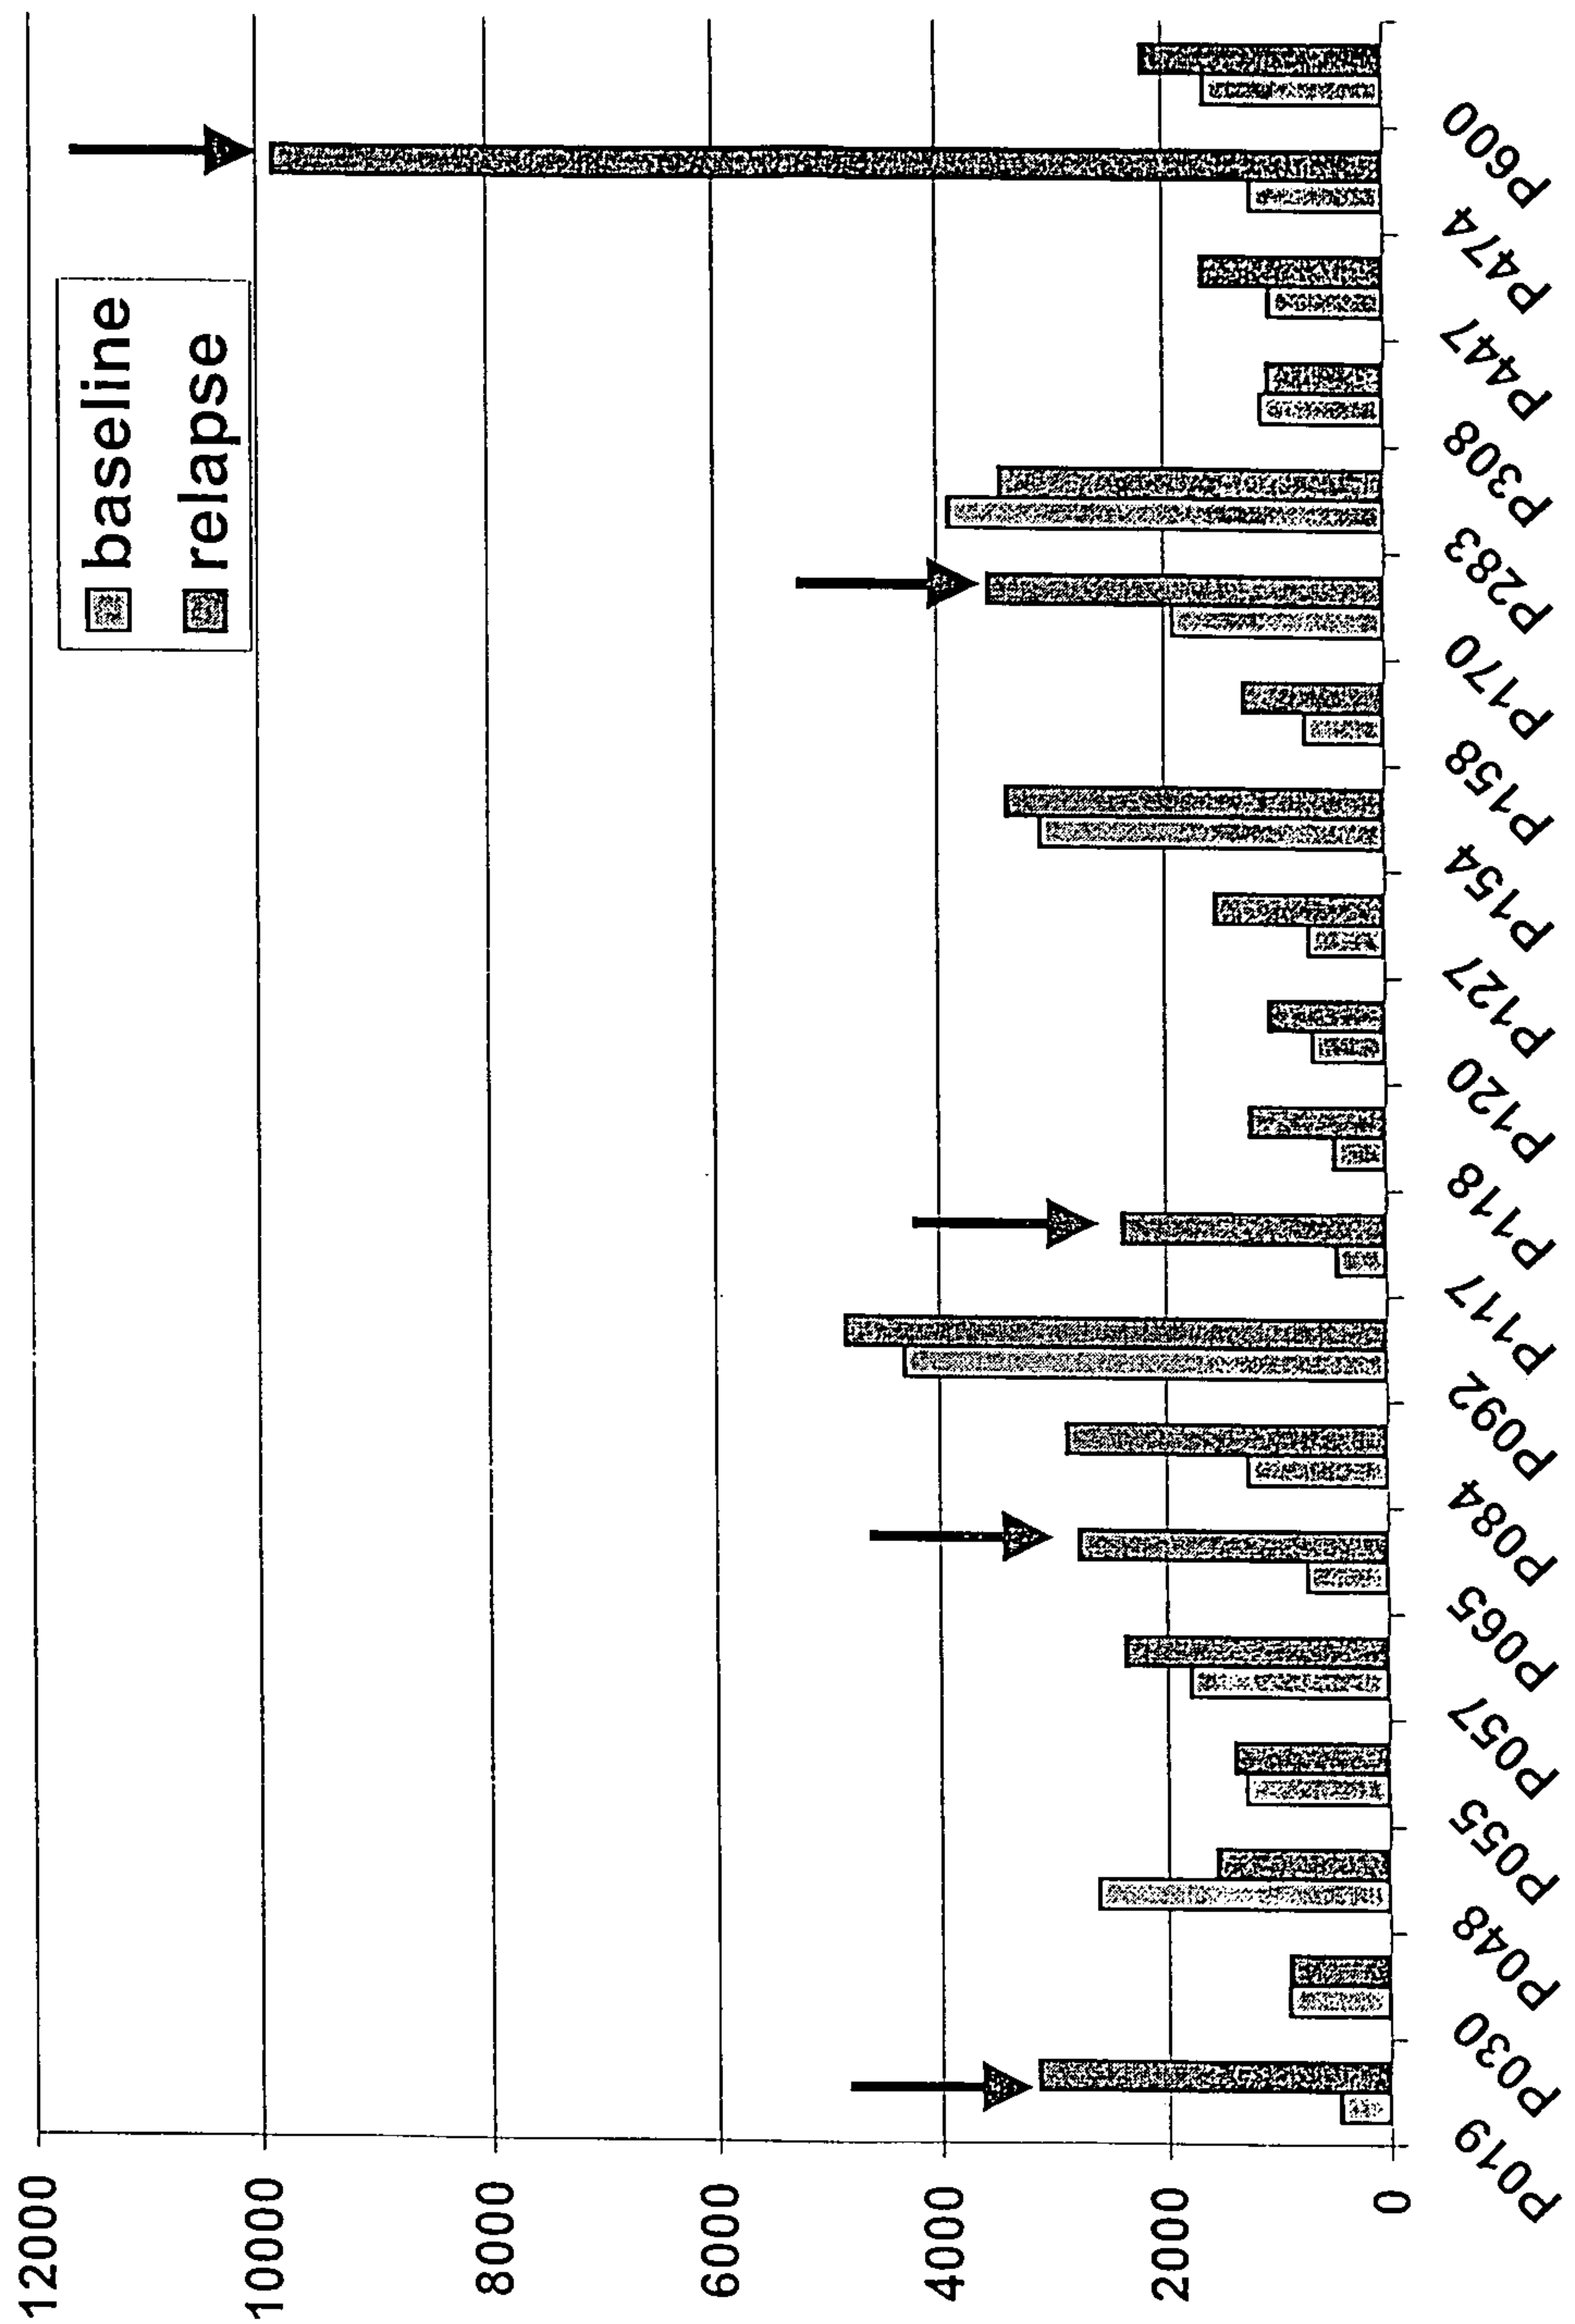 baseline
relapse
12000
10000
8000
6000
4000
2000
0
P019
P030
P048
P055
P057
P065
P084
P092
P117
P118
P120
P127
P154
P158
P170
P283
P308
P447
P474
P600